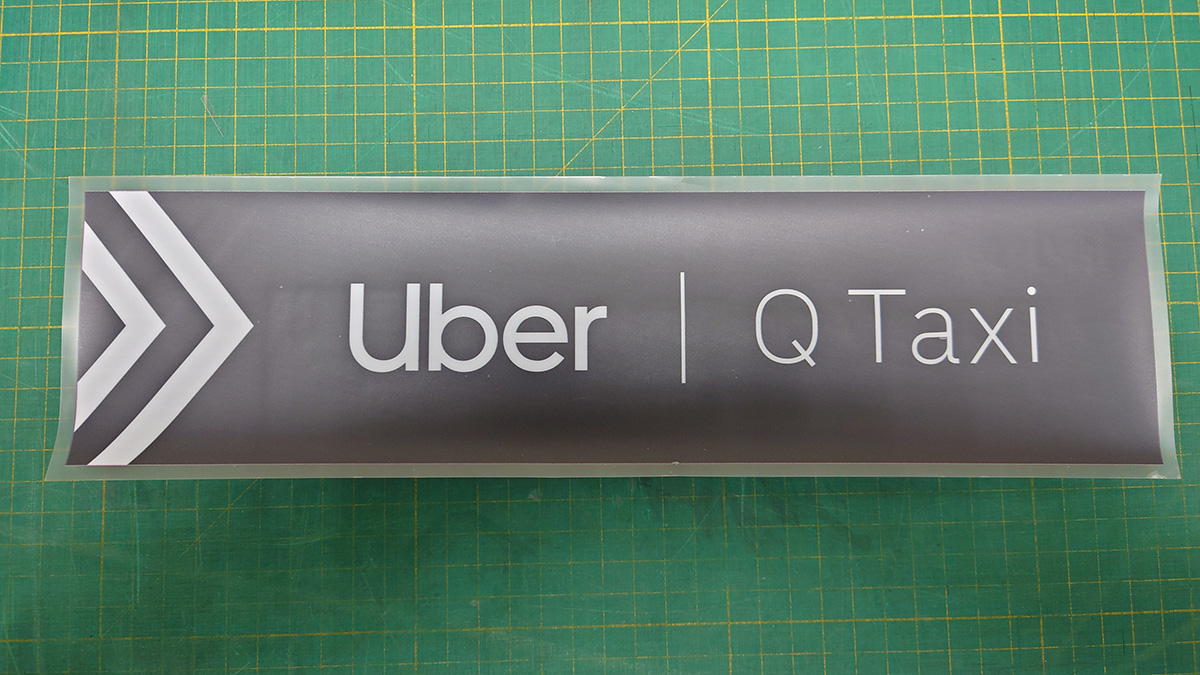 Uber | Q Taxi